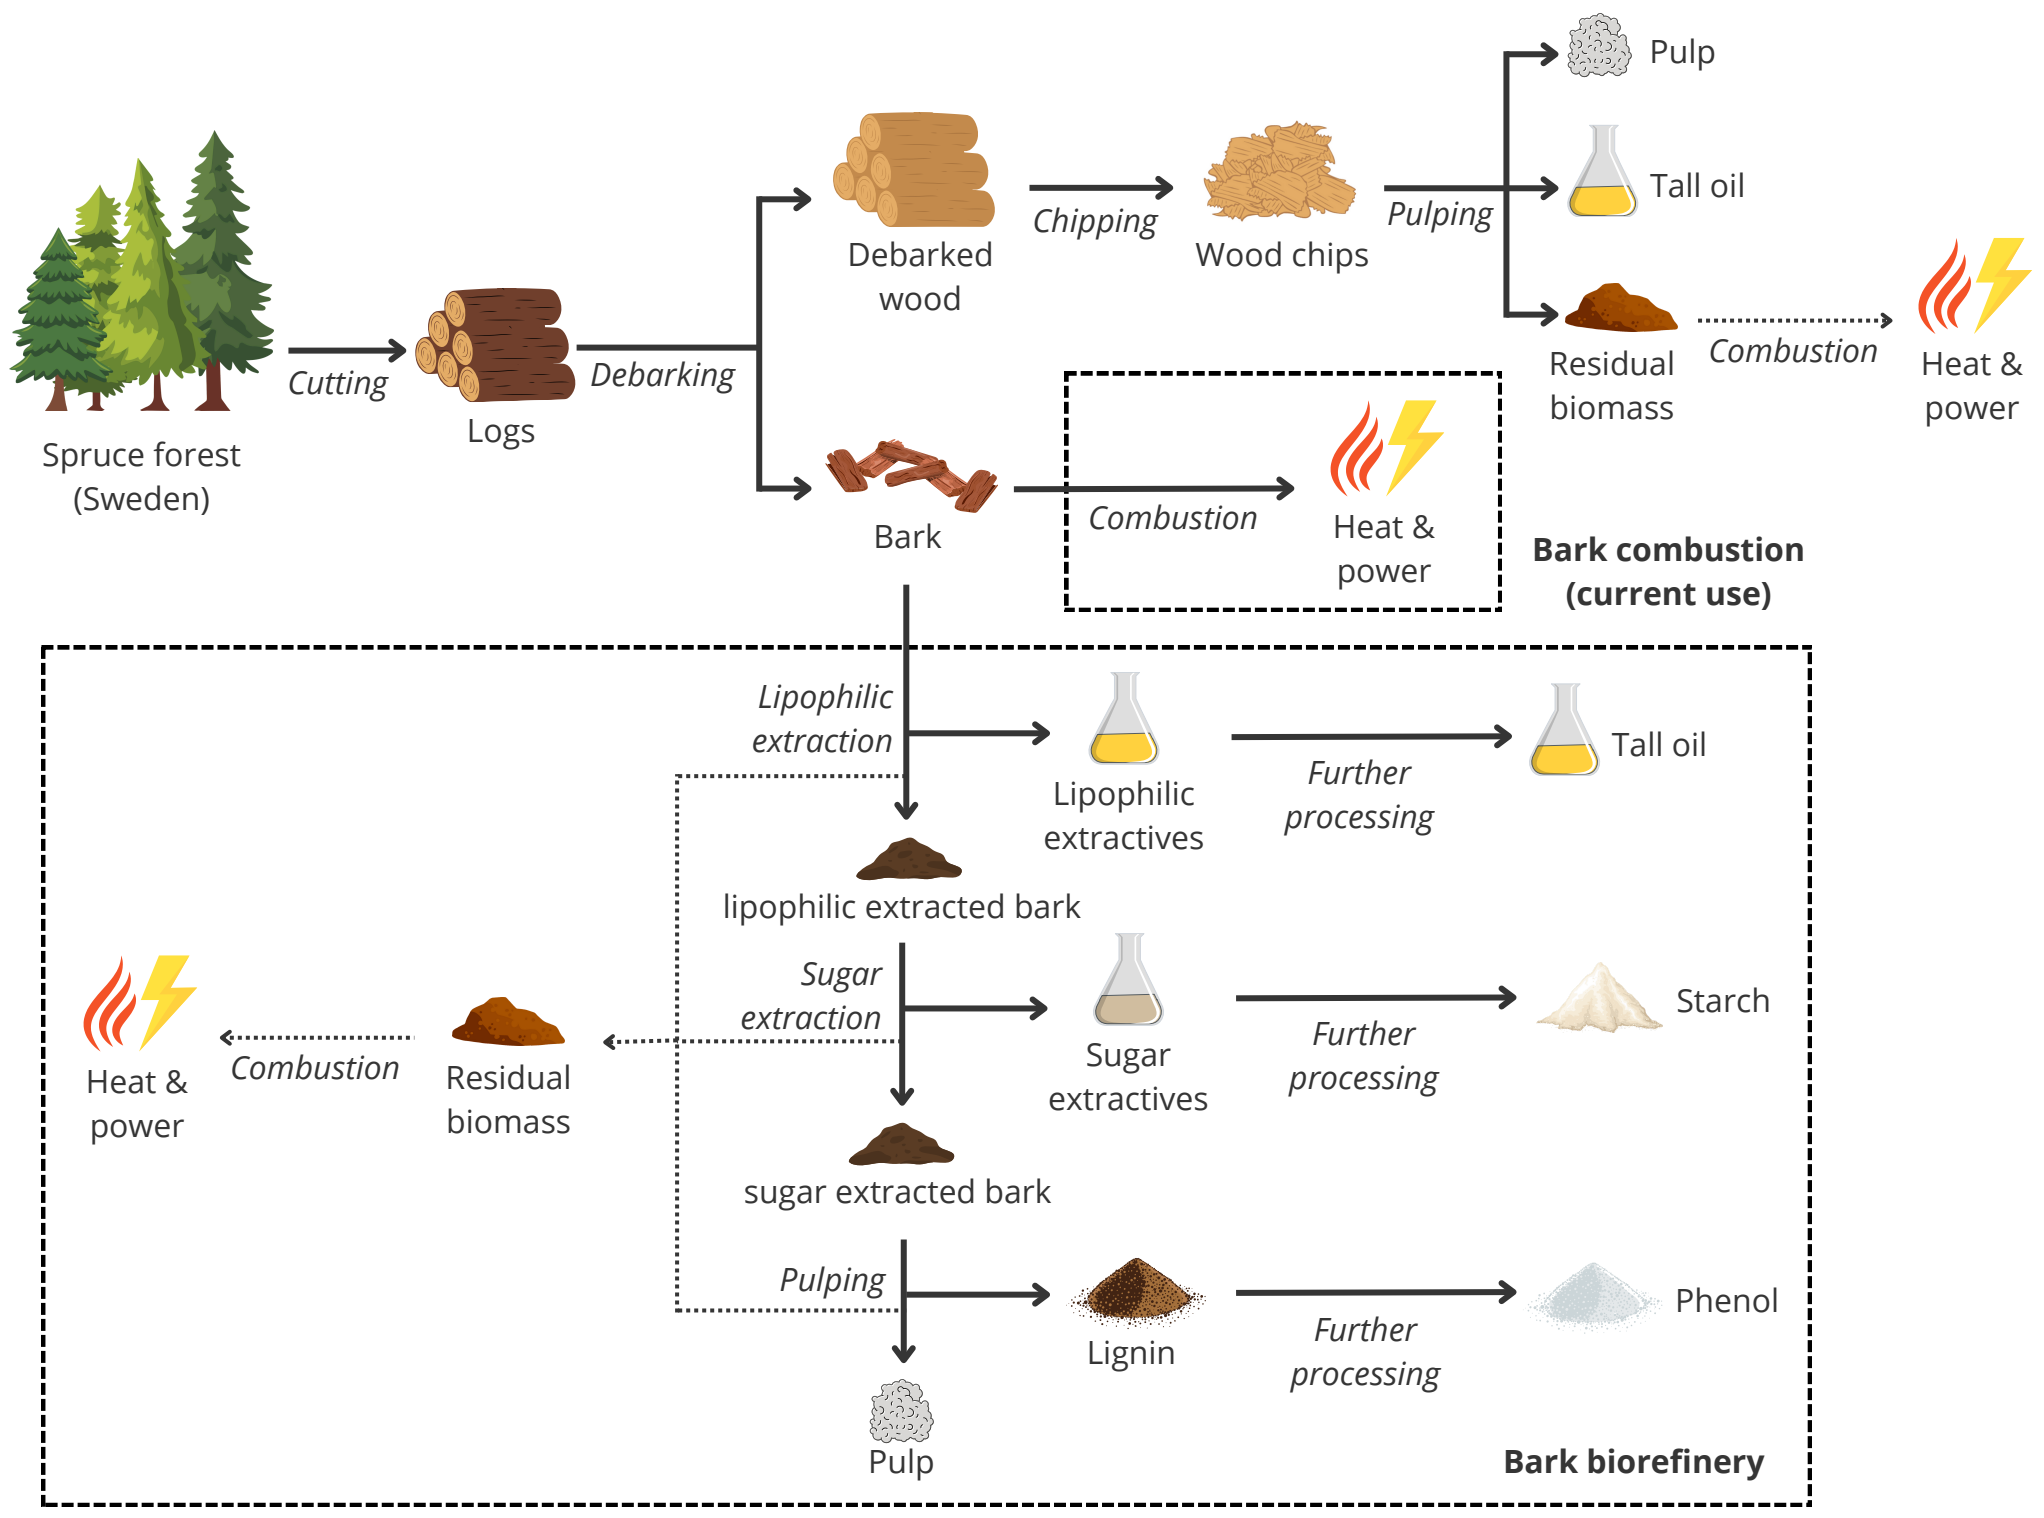 Pulp
Tall oil
Debarked
wood
Chipping
Wood chips
Pulping
Residual
biomass
Combustion
Heat &
power
Spruce forest
(Sweden)
Cutting
Logs
Debarking
Bark
Combustion
Heat &
power
Bark combustion
(current use)
Lipophilic
extraction
Lipophilic
extractives
Further
processing
Tall oil
lipophilic extracted bark
Sugar
extraction
Sugar
extractives
Further
processing
Starch
Heat &
power
Combustion
Residual
biomass
sugar extracted bark
Pulping
Lignin
Further
processing
Phenol
Pulp
Bark biorefinery